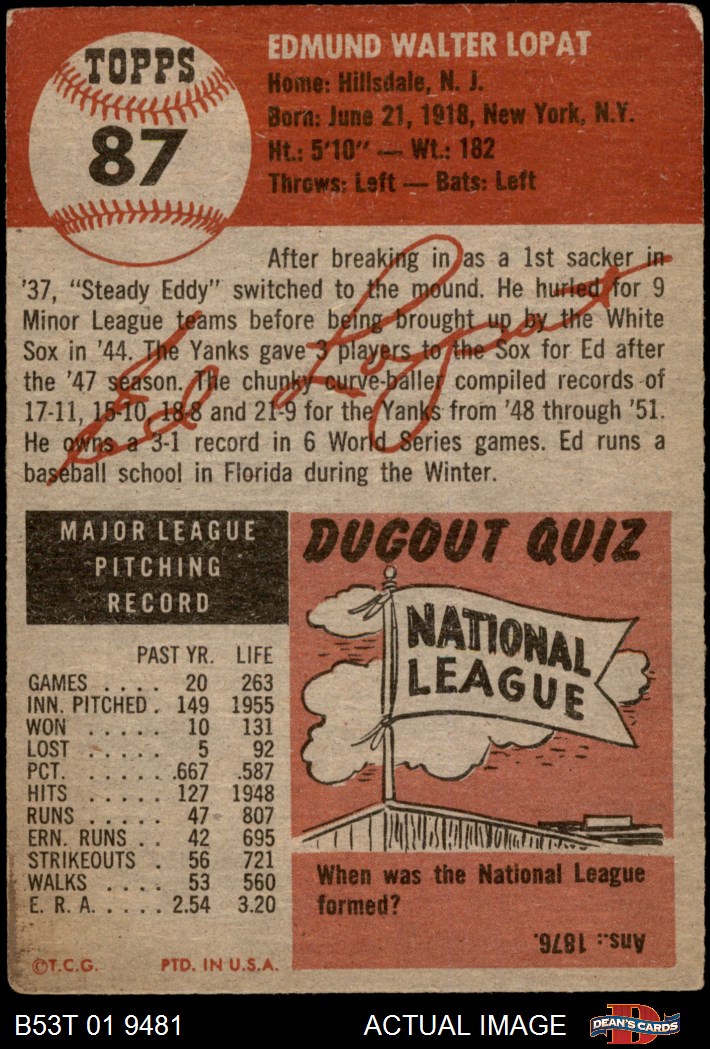 TOPPS
87
EDMUND WALTER LOPAT
Home: Hillsdale, N. J.
Born: June 21, 1918, New York, N.Y.
Ht.: 5'10" — Wt.: 182
Throws: Left — Bats: Left
After breaking in as a 1st sacker in
'37, "Steady Eddy" switched to the mound. He hurled for 9
Minor League teams before being brought up by the White
Sox in '44. The Yanks gave 3 players to the Sox for Ed after
the '47 season. The chunky curve-baller compiled records of
17-11, 15-10, 18-8 and 21-9 for the Yanks from '48 through '51.
He owns a 3-1 record in 6 World Series games. Ed runs a
baseball school in Florida during the Winter.
Ed Lopat
MAJOR LEAGUE
PITCHING
RECORD
PAST YR. LIFE
GAMES . . . . 20 263
INN. PITCHED . 149 1955
WON . . . . . 10 131
LOST . . . . . 5 92
PCT. . . . . . .667 .587
HITS . . . . . 127 1948
RUNS . . . . . 47 807
ERN. RUNS . . 42 695
STRIKEOUTS . 56 721
WALKS . . . . 53 560
E. R. A. . . . . . 2.54 3.20
©T.C.G. PTD. IN U.S.A.
DUGOUT QUIZ
NATIONAL
LEAGUE
When was the National League
formed?
Ans.: 1876.
B53T 01 9481 ACTUAL IMAGE
D
DEAN'S CARDS